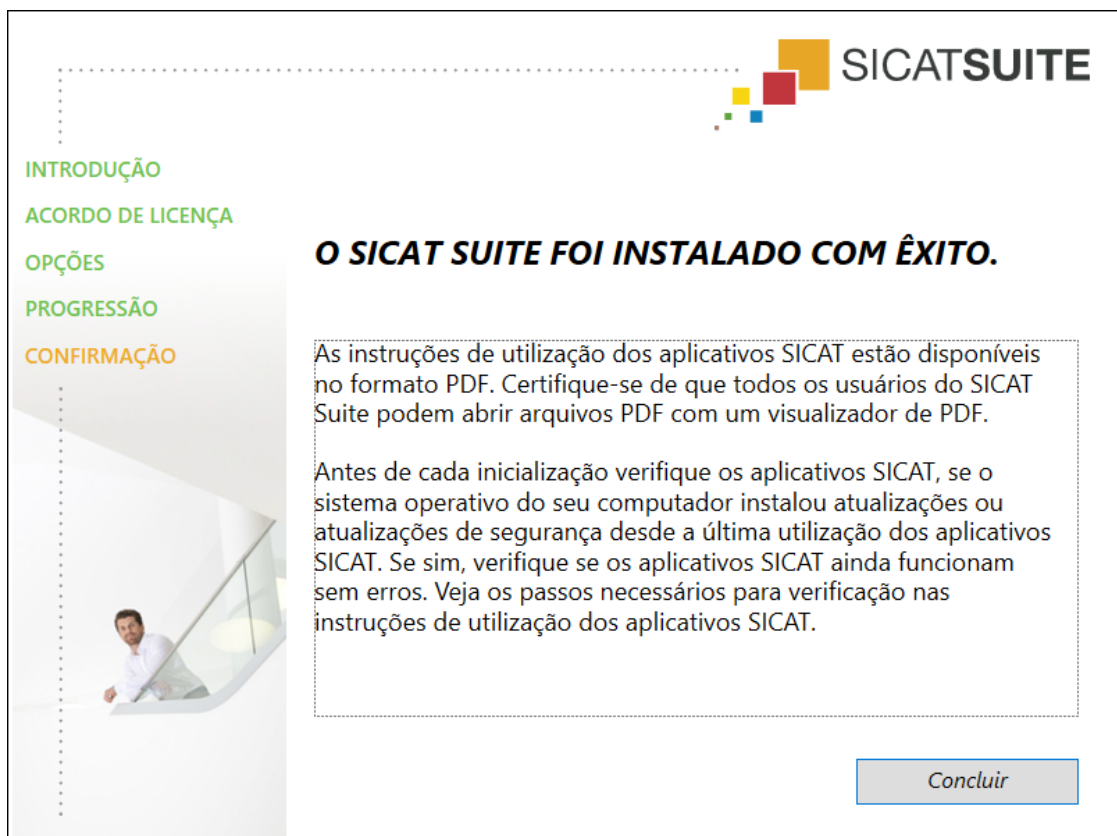 SICATSUITE
INTRODUÇÃO
ACORDO DE LICENÇA
OPÇÕES
PROGRESSÃO
CONFIRMAÇÃO
O SICAT SUITE FOI INSTALADO COM ÊXITO.
As instruções de utilização dos aplicativos SICAT estão disponíveis
no formato PDF. Certifique-se de que todos os usuários do SICAT
Suite podem abrir arquivos PDF com um visualizador de PDF.
Antes de cada inicialização verifique os aplicativos SICAT, se o
sistema operativo do seu computador instalou atualizações ou
atualizações de segurança desde a última utilização dos aplicativos
SICAT. Se sim, verifique se os aplicativos SICAT ainda funcionam
sem erros. Veja os passos necessários para verificação nas
instruções de utilização dos aplicativos SICAT.
Concluir